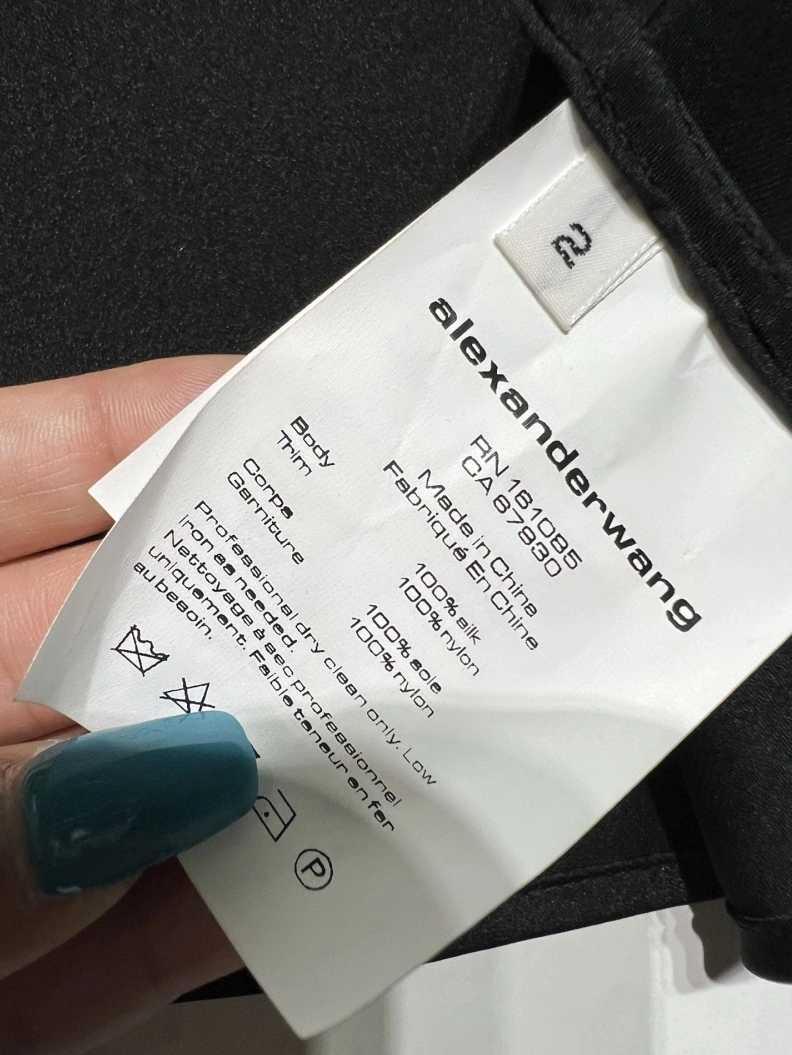 2
alexanderwang
RN 161085
CA 67930
Made in China
Fabriqué En Chine
Body 100% silk
Trim 100% nylon
Corps 100% soie
Garniture 100% nylon
Professional dry clean only. Low
iron as needed.
Nettoyage à sec professionnel
uniquement. Faible teneur en fer
au besoin.
P